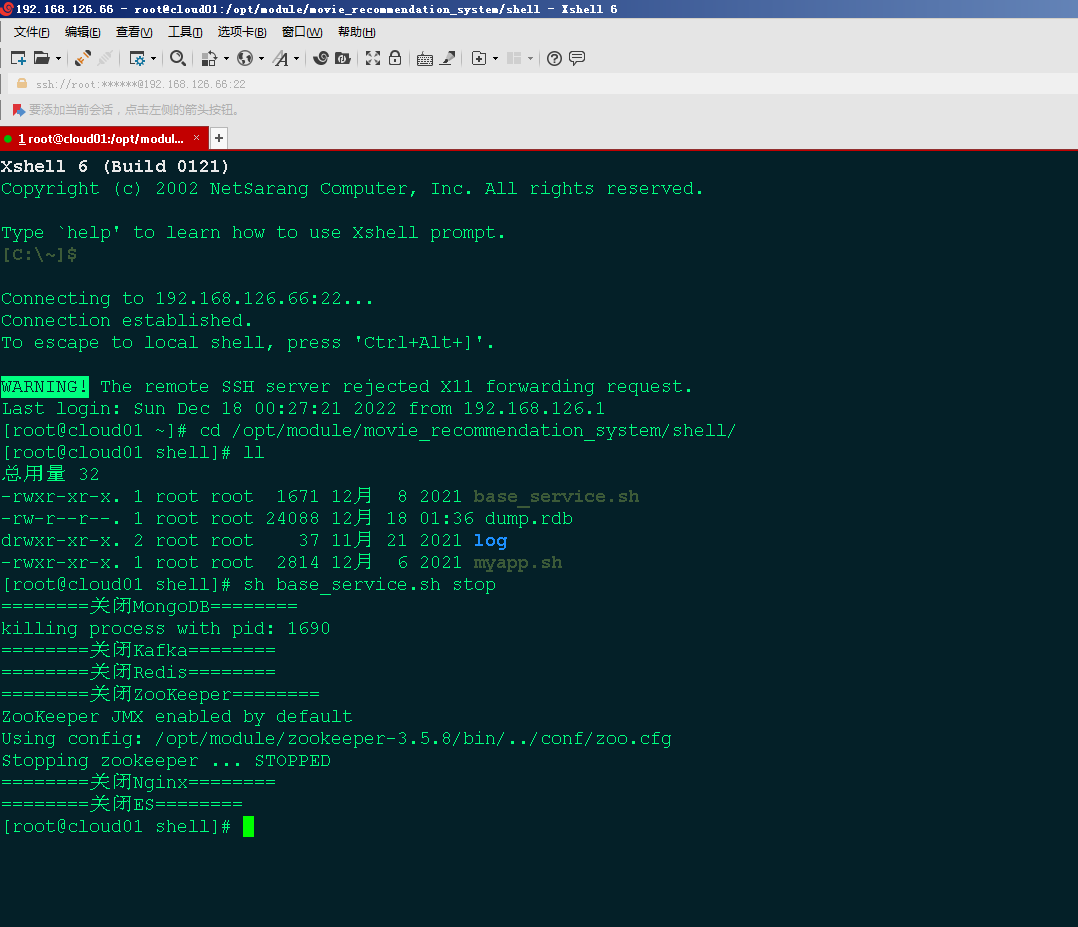 192.168.126.66 - root@cloud01:/opt/module/movie_recommendation_system/shell - Xshell 6
文件(F) 编辑(E) 查看(V) 工具(T) 选项卡(B) 窗口(W) 帮助(H)
ssh://root:******@192.168.126.66:22
要添加当前会话，点击左侧的箭头按钮。
1 root@cloud01:/opt/modul... × +
Xshell 6 (Build 0121)
Copyright (c) 2002 NetSarang Computer, Inc. All rights reserved.
Type `help' to learn how to use Xshell prompt.
[C:\~]$
Connecting to 192.168.126.66:22...
Connection established.
To escape to local shell, press 'Ctrl+Alt+]'.
WARNING! The remote SSH server rejected X11 forwarding request.
Last login: Sun Dec 18 00:27:21 2022 from 192.168.126.1
[root@cloud01 ~]# cd /opt/module/movie_recommendation_system/shell/
[root@cloud01 shell]# ll
总用量 32
-rwxr-xr-x. 1 root root  1671 12月  8 2021 base_service.sh
-rw-r--r--. 1 root root 24088 12月 18 01:36 dump.rdb
drwxr-xr-x. 2 root root    37 11月 21 2021 log
-rwxr-xr-x. 1 root root  2814 12月  6 2021 myapp.sh
[root@cloud01 shell]# sh base_service.sh stop
========关闭MongoDB========
killing process with pid: 1690
========关闭Kafka========
========关闭Redis========
========关闭ZooKeeper========
ZooKeeper JMX enabled by default
Using config: /opt/module/zookeeper-3.5.8/bin/../conf/zoo.cfg
Stopping zookeeper ... STOPPED
========关闭Nginx========
========关闭ES========
[root@cloud01 shell]#